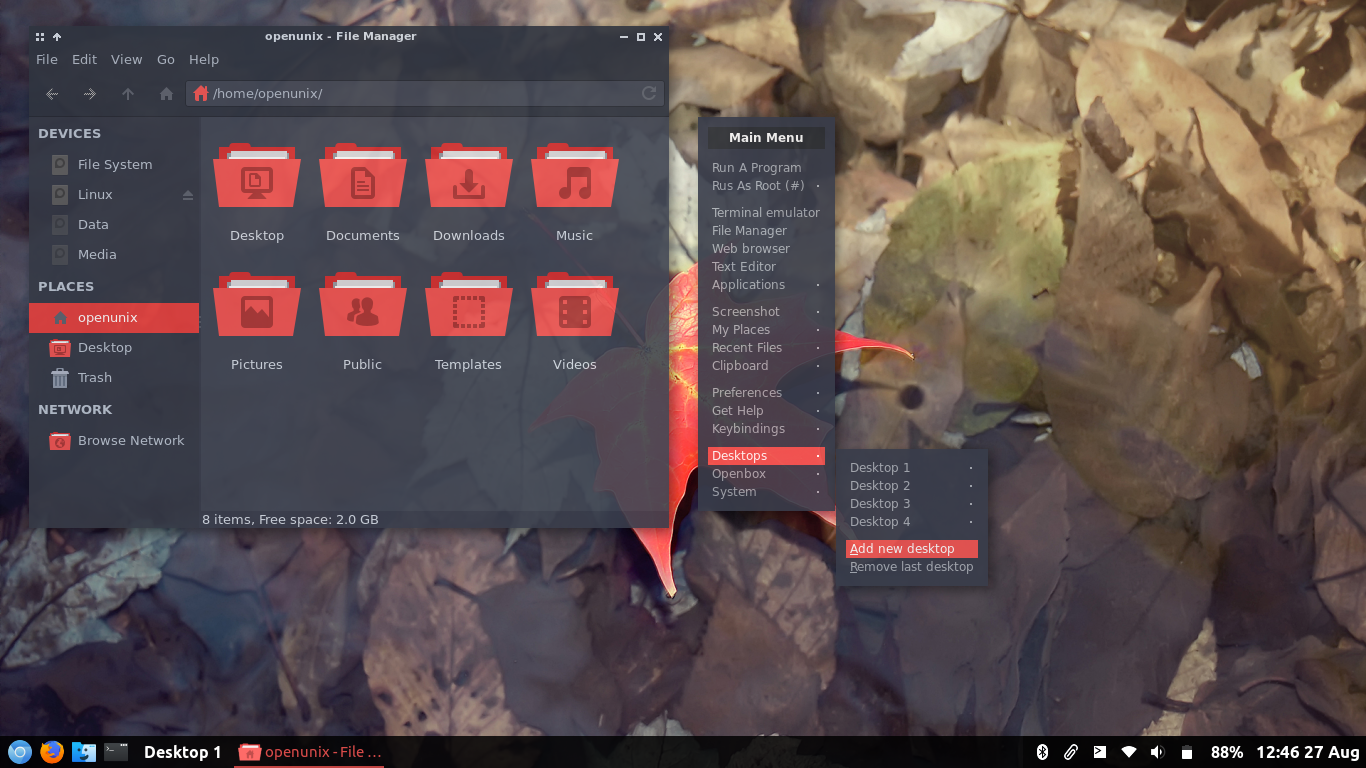 openunix - File Manager
File Edit View Go Help
/home/openunix/
DEVICES
File System
Linux
Data
Media
PLACES
openunix
Desktop
Trash
NETWORK
Browse Network
Desktop Documents Downloads Music
Pictures Public Templates Videos
8 items, Free space: 2.0 GB
Main Menu
Run A Program
Rus As Root (#)
Terminal emulator
File Manager
Web browser
Text Editor
Applications
Screenshot
My Places
Recent Files
Clipboard
Preferences
Get Help
Keybindings
Desktops
Openbox
System
Desktop 1
Desktop 2
Desktop 3
Desktop 4
Add new desktop
Remove last desktop
Desktop 1 openunix - File ... 88% 12:46 27 Aug